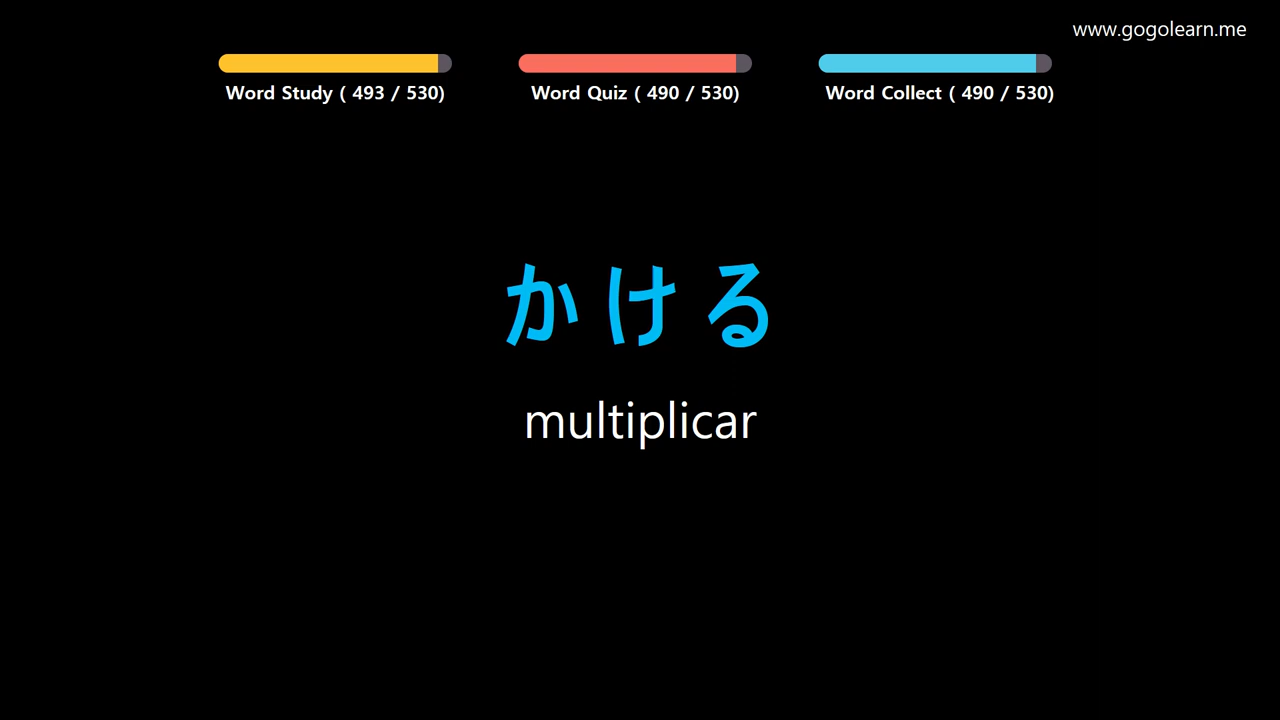 www.gogolearn.me
Word Study ( 493 / 530)
Word Quiz ( 490 / 530)
Word Collect ( 490 / 530)
かける
multiplicar